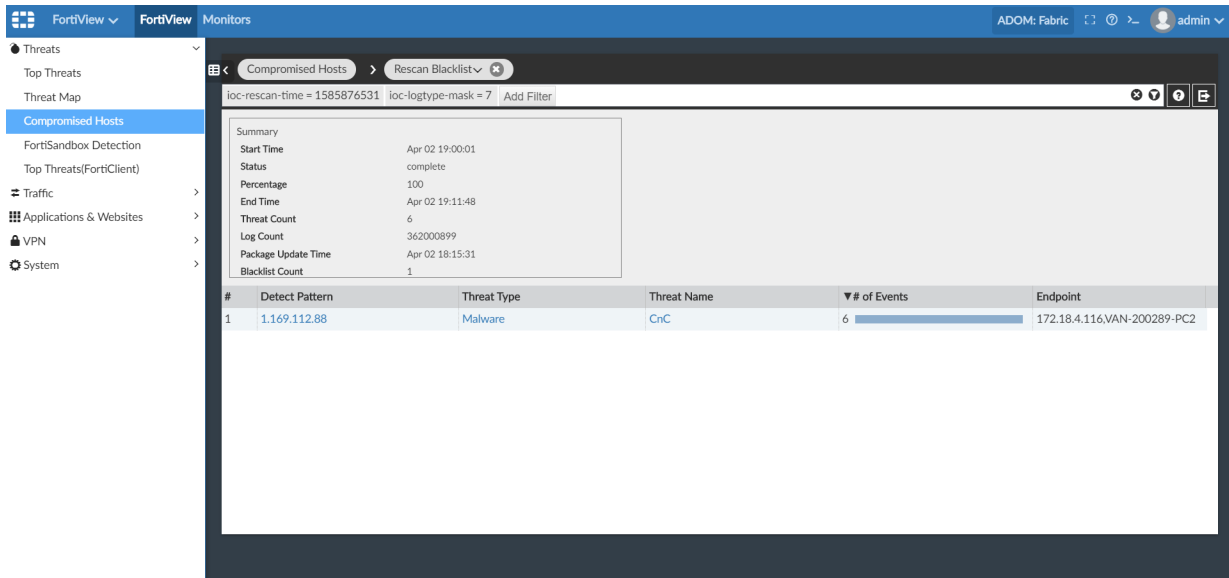 FortiView FortiView Monitors ADOM: Fabric admin
Threats
Top Threats
Threat Map
Compromised Hosts
FortiSandbox Detection
Top Threats(FortiClient)
Traffic
Applications & Websites
VPN
System
Compromised Hosts > Rescan Blacklist
ioc-rescan-time = 1585876531 ioc-logtype-mask = 7 Add Filter
Summary
Start Time Apr 02 19:00:01
Status complete
Percentage 100
End Time Apr 02 19:11:48
Threat Count 6
Log Count 362000899
Package Update Time Apr 02 18:15:31
Blacklist Count 1
# Detect Pattern Threat Type Threat Name ▼# of Events Endpoint
1 1.169.112.88 Malware CnC 6 172.18.4.116,VAN-200289-PC2